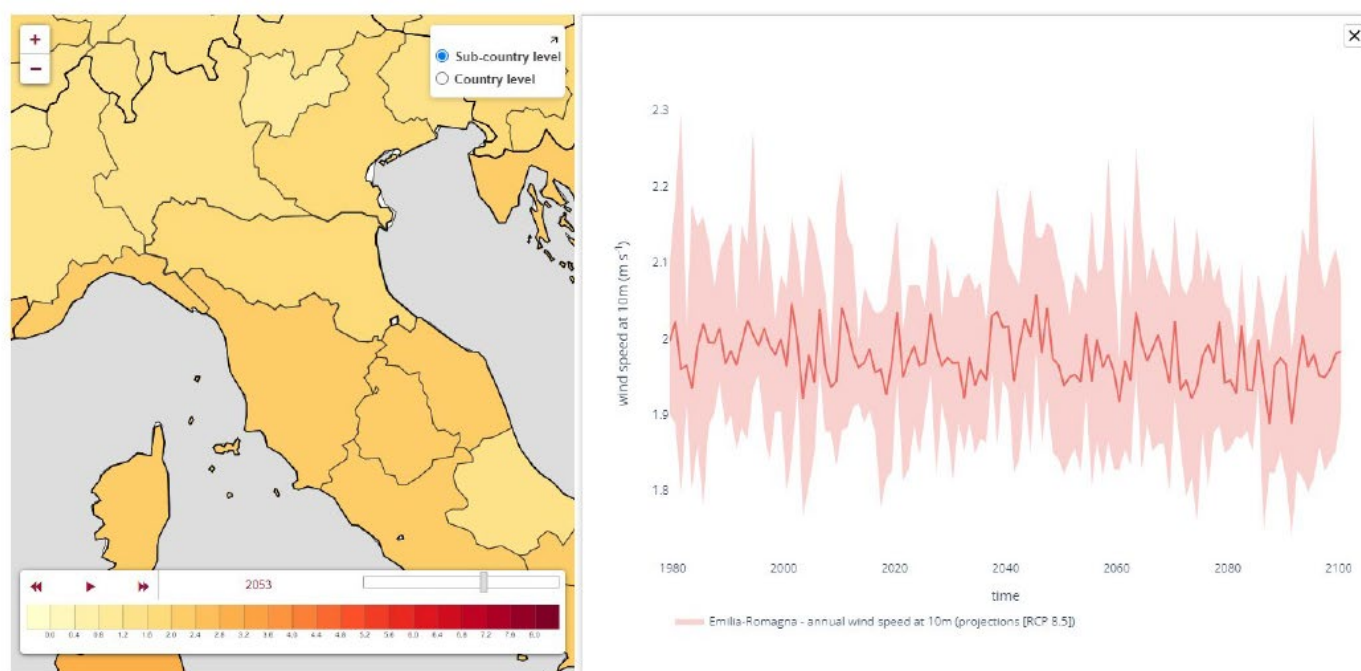 +
−
Sub-country level
Country level
2053
0.0 0.4 0.8 1.2 1.6 2.0 2.4 2.8 3.2 3.6 4.0 4.4 4.8 5.2 5.6 6.0 6.4 6.8 7.2 7.6 8.0
2.3
2.2
2.1
2
1.9
1.8
wind speed at 10m (m s⁻¹)
1980 2000 2020 2040 2060 2080 2100
time
Emilia-Romagna - annual wind speed at 10m (projections [RCP 8.5])